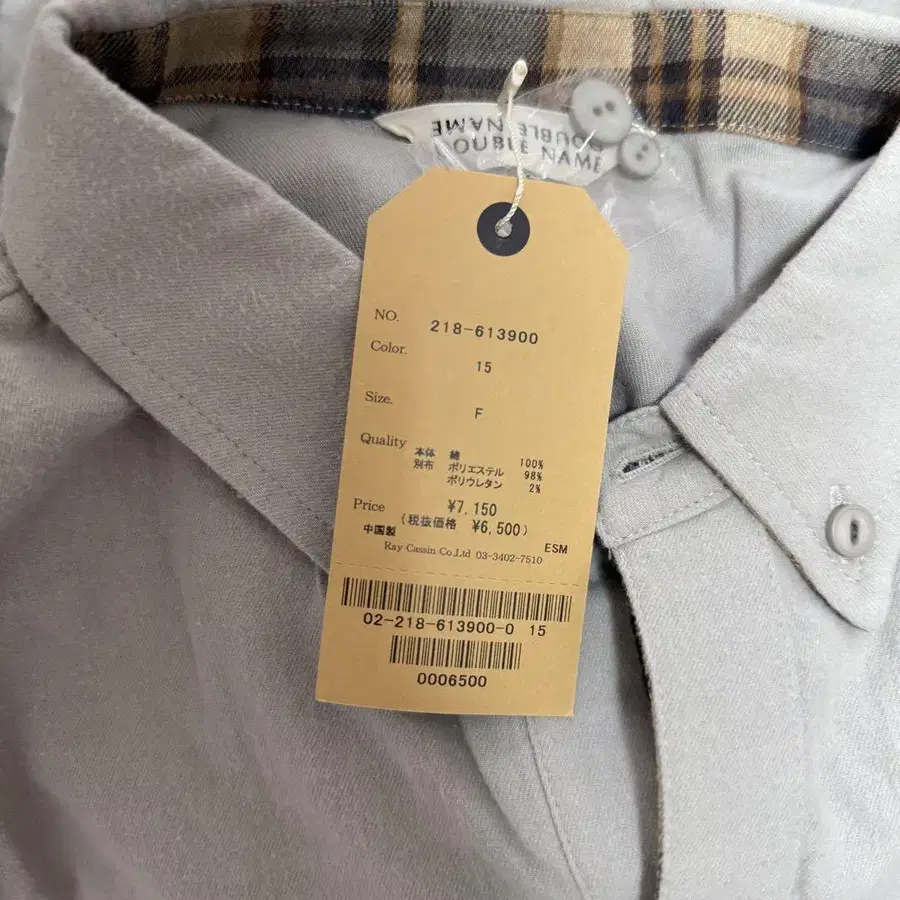 DOUBLE NAME
DOUBLE NAME
NO. 218-613900
Color. 15
Size. F
Quality 本体 綿 100%
別布 ポリエステル 98%
ポリウレタン 2%
Price ¥7,150
(税抜価格 ¥6,500)
中国製 ESM
Ray Cassin Co.,Ltd 03-3402-7510
02-218-613900-0 15
0006500